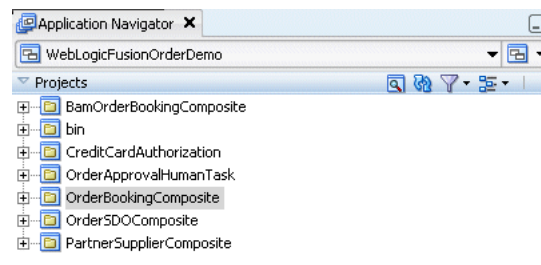 Application Navigator
WebLogicFusionOrderDemo
Projects
BamOrderBookingComposite
bin
CreditCardAuthorization
OrderApprovalHumanTask
OrderBookingComposite
OrderSDOComposite
PartnerSupplierComposite